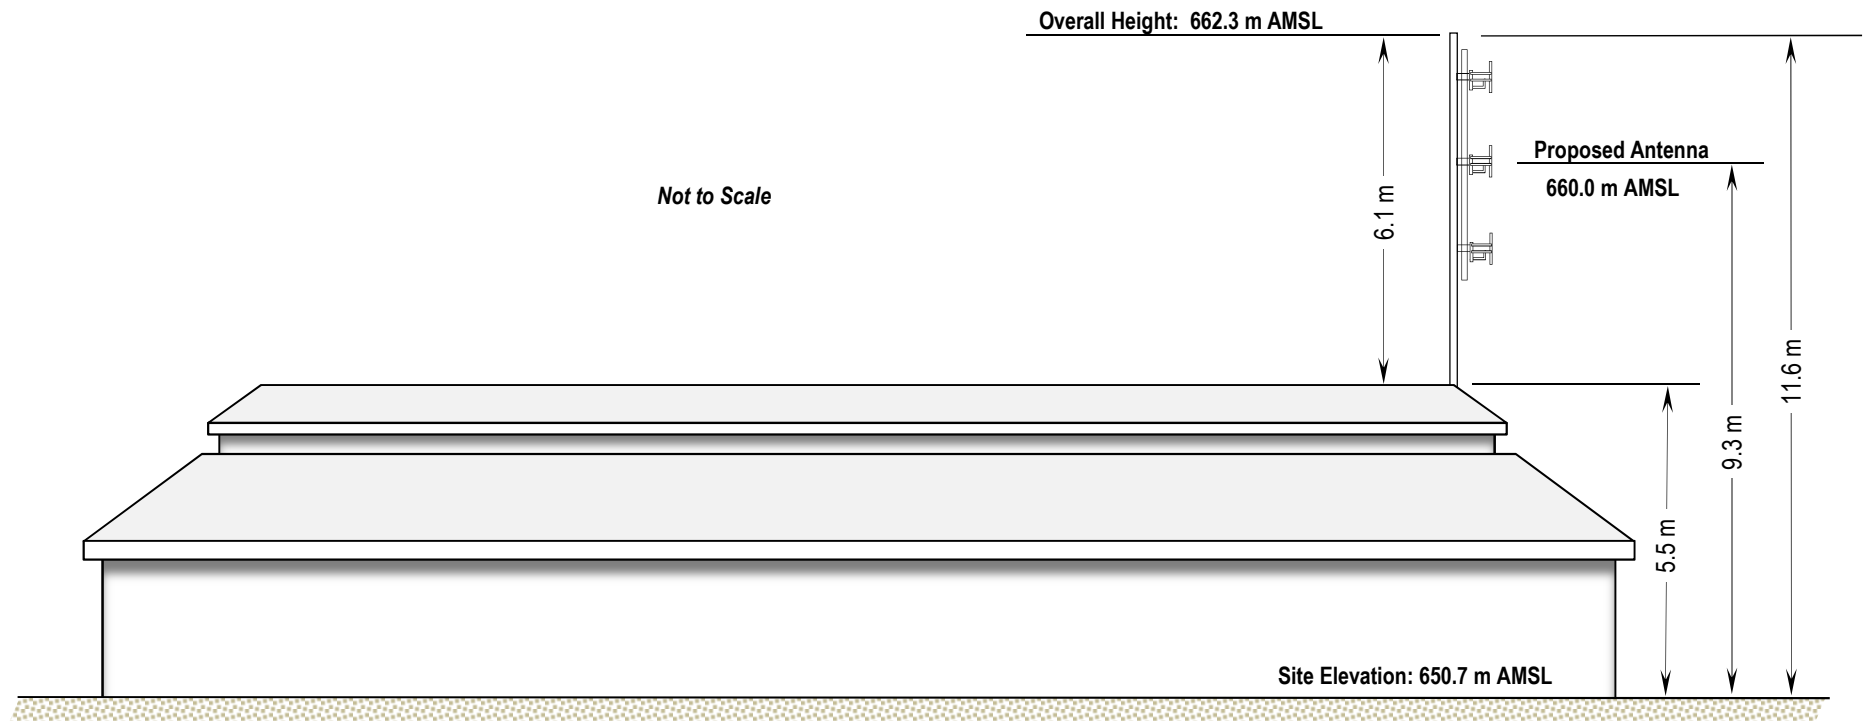 Overall Height: 662.3 m AMSL
Proposed Antenna
660.0 m AMSL
Not to Scale
6.1 m
11.6 m
9.3 m
5.5 m
Site Elevation: 650.7 m AMSL